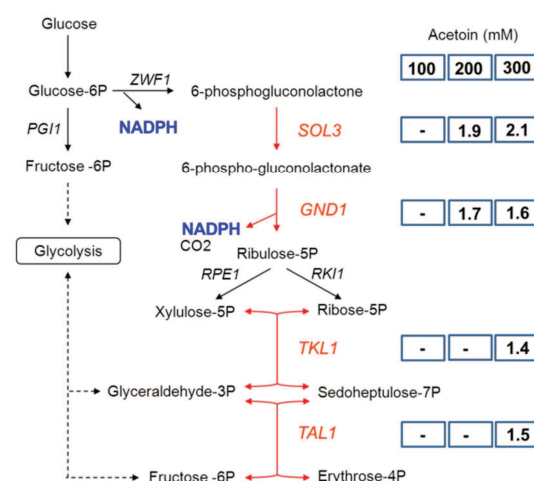 Glucose
Acetoin (mM)
100 200 300
ZWF1
Glucose-6P
6-phosphogluconolactone
NADPH
PGI1
SOL3
- 1.9 2.1
Fructose -6P
6-phospho-gluconolactonate
GND1
- 1.7 1.6
NADPH
CO2
Glycolysis
Ribulose-5P
RPE1
RKI1
Xylulose-5P
Ribose-5P
TKL1
- - 1.4
Glyceraldehyde-3P
Sedoheptulose-7P
TAL1
- - 1.5
Fructose -6P
Erythrose-4P